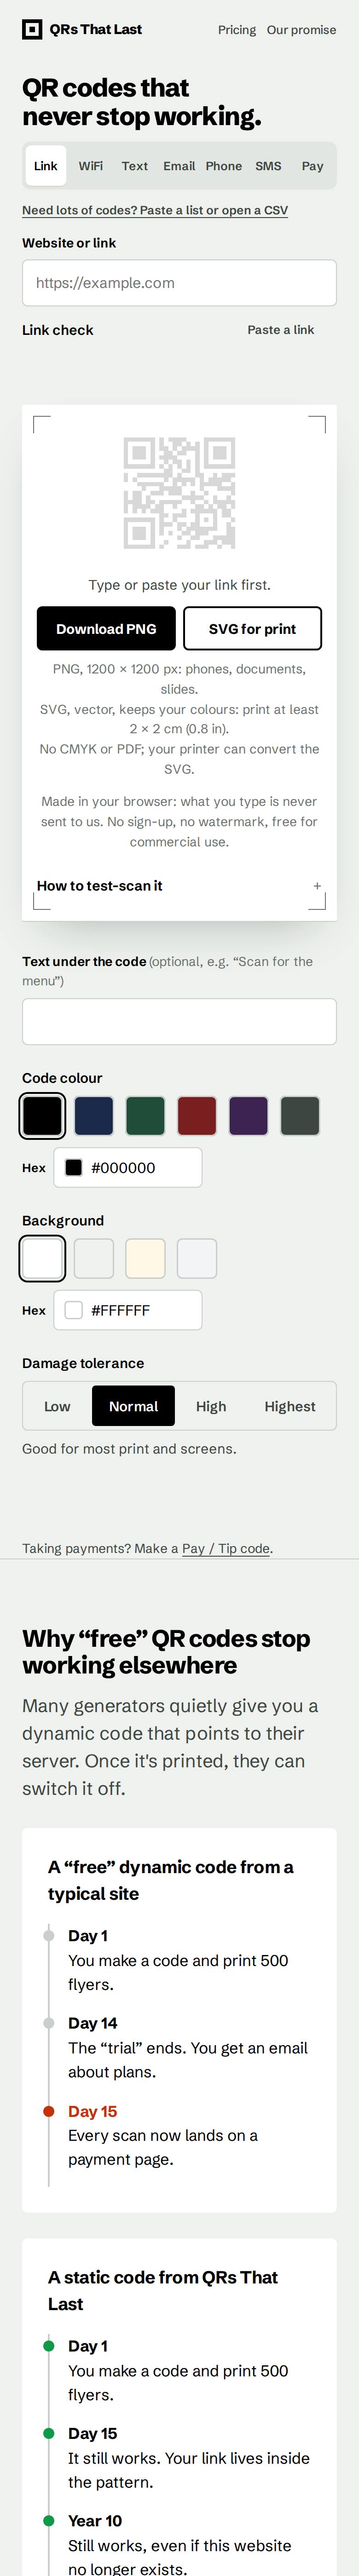 QRs That Last
Pricing
Our promise
QR codes that
never stop working.
Link
WiFi
Text
Email
Phone
SMS
Pay
Need lots of codes? Paste a list or open a CSV
Website or link
https://example.com
Link check
Paste a link
Type or paste your link first.
Download PNG
SVG for print
PNG, 1200 × 1200 px: phones, documents,
slides.
SVG, vector, keeps your colours: print at least
2 × 2 cm (0.8 in).
No CMYK or PDF; your printer can convert the
SVG.
Made in your browser: what you type is never
sent to us. No sign-up, no watermark, free for
commercial use.
How to test-scan it
+
Text under the code (optional, e.g. “Scan for the
menu”)
Code colour
Hex
#000000
Background
Hex
#FFFFFF
Damage tolerance
Low
Normal
High
Highest
Good for most print and screens.
Taking payments? Make a Pay / Tip code.
Why “free” QR codes stop
working elsewhere
Many generators quietly give you a
dynamic code that points to their
server. Once it's printed, they can
switch it off.
A “free” dynamic code from a
typical site
Day 1
You make a code and print 500
flyers.
Day 14
The “trial” ends. You get an email
about plans.
Day 15
Every scan now lands on a
payment page.
A static code from QRs That
Last
Day 1
You make a code and print 500
flyers.
Day 15
It still works. Your link lives inside
the pattern.
Year 10
Still works, even if this website
no longer exists.